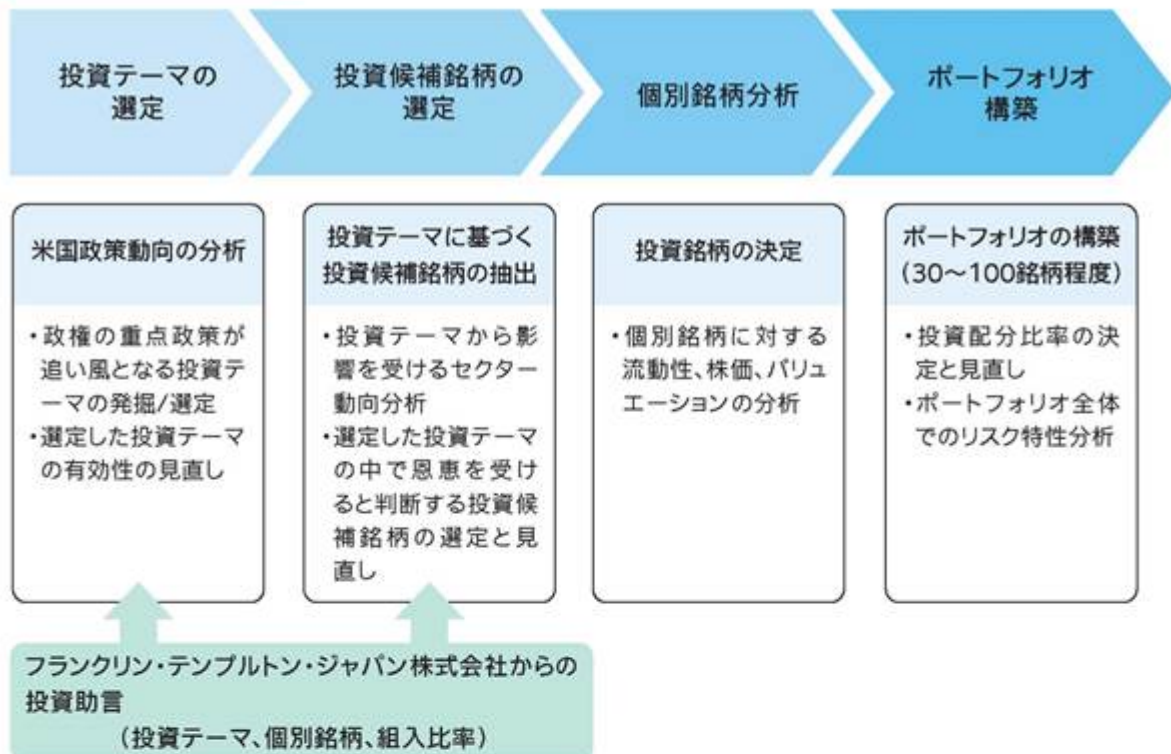 投資テーマの
選定
投資候補銘柄の
選定
個別銘柄分析
ポートフォリオ
構築
米国政策動向の分析
・政権の重点政策が
追い風となる投資テ
ーマの発掘/選定
・選定した投資テーマ
の有効性の見直し
投資テーマに基づく
投資候補銘柄の抽出
・投資テーマから影
響を受けるセクター
動向分析
・選定した投資テーマ
の中で恩恵を受け
ると判断する投資候
補銘柄の選定と見
直し
投資銘柄の決定
・個別銘柄に対する
流動性、株価、バリュ
エーションの分析
ポートフォリオの構築
(30～100銘柄程度)
・投資配分比率の決
定と見直し
・ポートフォリオ全体
でのリスク特性分析
フランクリン・テンプルトン・ジャパン株式会社からの
投資助言
(投資テーマ、個別銘柄、組入比率)